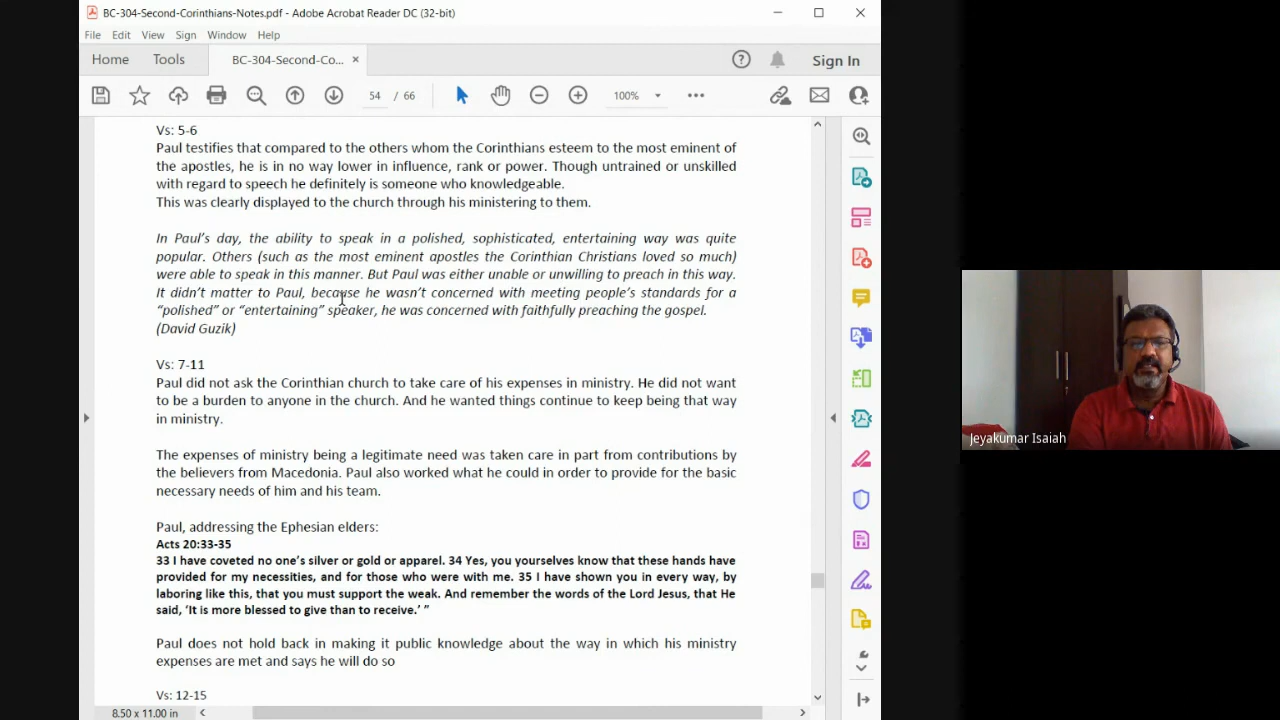 BC-304-Second-Corinthians-Notes.pdf - Adobe Acrobat Reader DC (32-bit)
File Edit View Sign Window Help
Home Tools BC-304-Second-Co... × Sign In
54 / 66 100%
Vs: 5-6
Paul testifies that compared to the others whom the Corinthians esteem to the most eminent of
the apostles, he is in no way lower in influence, rank or power. Though untrained or unskilled
with regard to speech he definitely is someone who knowledgeable.
This was clearly displayed to the church through his ministering to them.
In Paul's day, the ability to speak in a polished, sophisticated, entertaining way was quite
popular. Others (such as the most eminent apostles the Corinthian Christians loved so much)
were able to speak in this manner. But Paul was either unable or unwilling to preach in this way.
It didn't matter to Paul, because he wasn't concerned with meeting people's standards for a
“polished” or “entertaining” speaker, he was concerned with faithfully preaching the gospel.
(David Guzik)
Vs: 7-11
Paul did not ask the Corinthian church to take care of his expenses in ministry. He did not want
to be a burden to anyone in the church. And he wanted things continue to keep being that way
in ministry.
The expenses of ministry being a legitimate need was taken care in part from contributions by
the believers from Macedonia. Paul also worked what he could in order to provide for the basic
necessary needs of him and his team.
Paul, addressing the Ephesian elders:
Acts 20:33-35
33 I have coveted no one's silver or gold or apparel. 34 Yes, you yourselves know that these hands have
provided for my necessities, and for those who were with me. 35 I have shown you in every way, by
laboring like this, that you must support the weak. And remember the words of the Lord Jesus, that He
said, ‘It is more blessed to give than to receive.’ ”
Paul does not hold back in making it public knowledge about the way in which his ministry
expenses are met and says he will do so
Vs: 12-15
8.50 x 11.00 in
Jeyakumar Isaiah